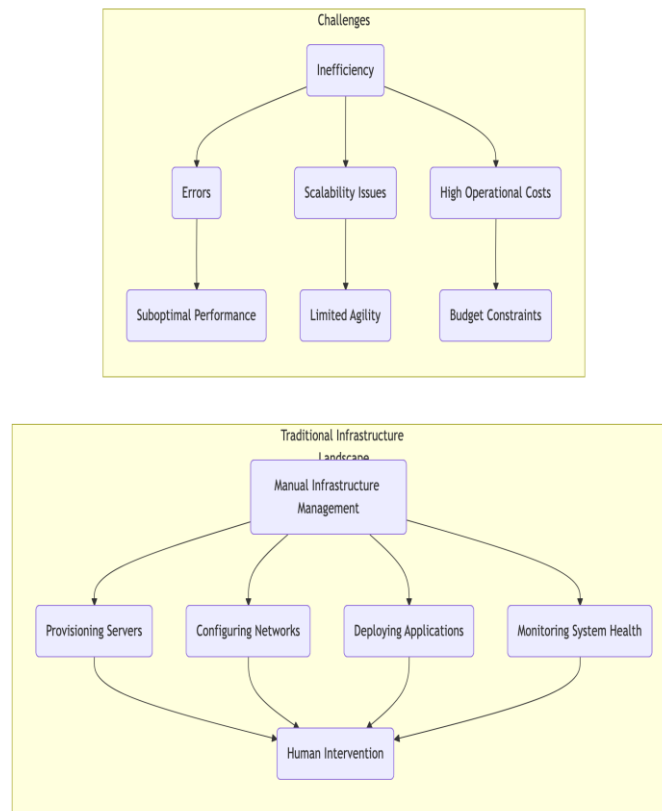 Challenges
Inefficiency
Errors
Scalability Issues
High Operational Costs
Suboptimal Performance
Limited Agility
Budget Constraints
Traditional Infrastructure
Landscape
Manual Infrastructure
Management
Provisioning Servers
Configuring Networks
Deploying Applications
Monitoring System Health
Human Intervention